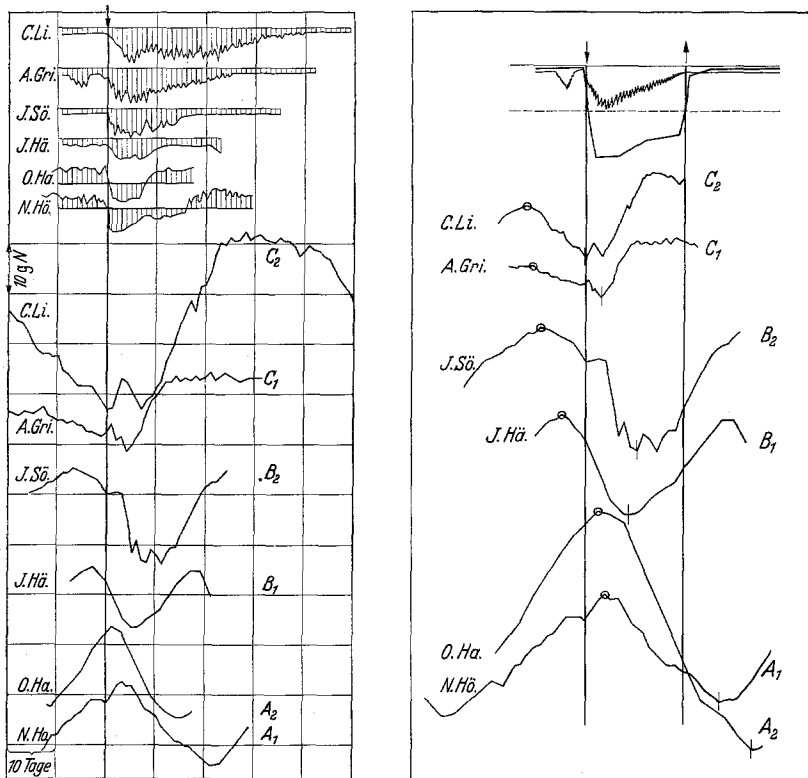 C.Li.
A.Gri.
J.Sö.
J.Hä.
O.Ha.
N.Hö.
10 g N
C2
C.Li.
C1
A.Gri.
J.Sö.
B2
J.Hä.
B1
O.Ha.
A2
N.Ha.
A1
10 Tage
C2
C.Li.
C1
A.Gri.
B2
J.Sö.
J.Hä.
B1
O.Ha.
A1
N.Hö.
A2